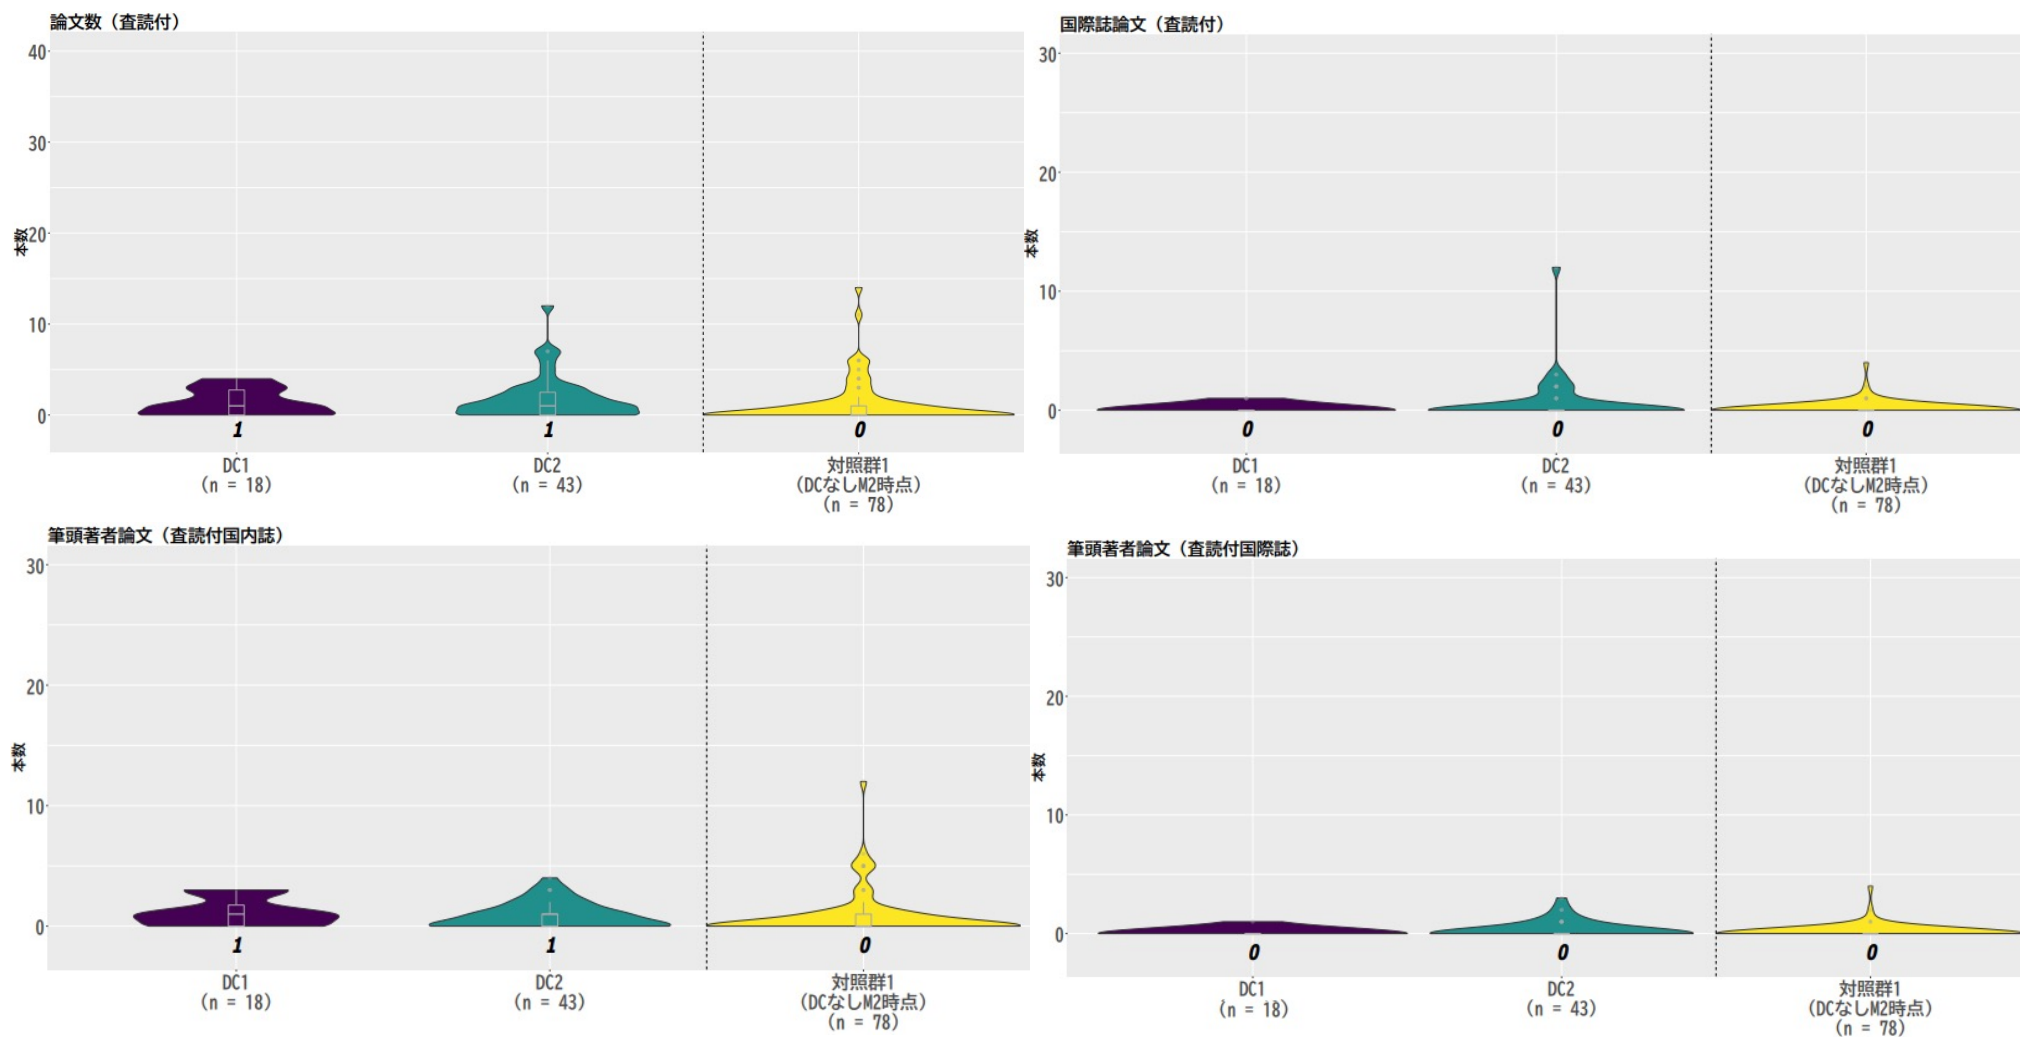 論文数（査読付）
40
30
20
10
0
本数
1
1
0
DC1
（n = 18）
DC2
（n = 43）
対照群1
（DCなしM2時点）
（n = 78）
国際誌論文（査読付）
30
20
10
0
本数
0
0
0
DC1
（n = 18）
DC2
（n = 43）
対照群1
（DCなしM2時点）
（n = 78）
筆頭著者論文（査読付国内誌）
30
20
10
0
本数
1
1
0
DC1
（n = 18）
DC2
（n = 43）
対照群1
（DCなしM2時点）
（n = 78）
筆頭著者論文（査読付国際誌）
30
20
10
0
本数
0
0
0
DC1
（n = 18）
DC2
（n = 43）
対照群1
（DCなしM2時点）
（n = 78）